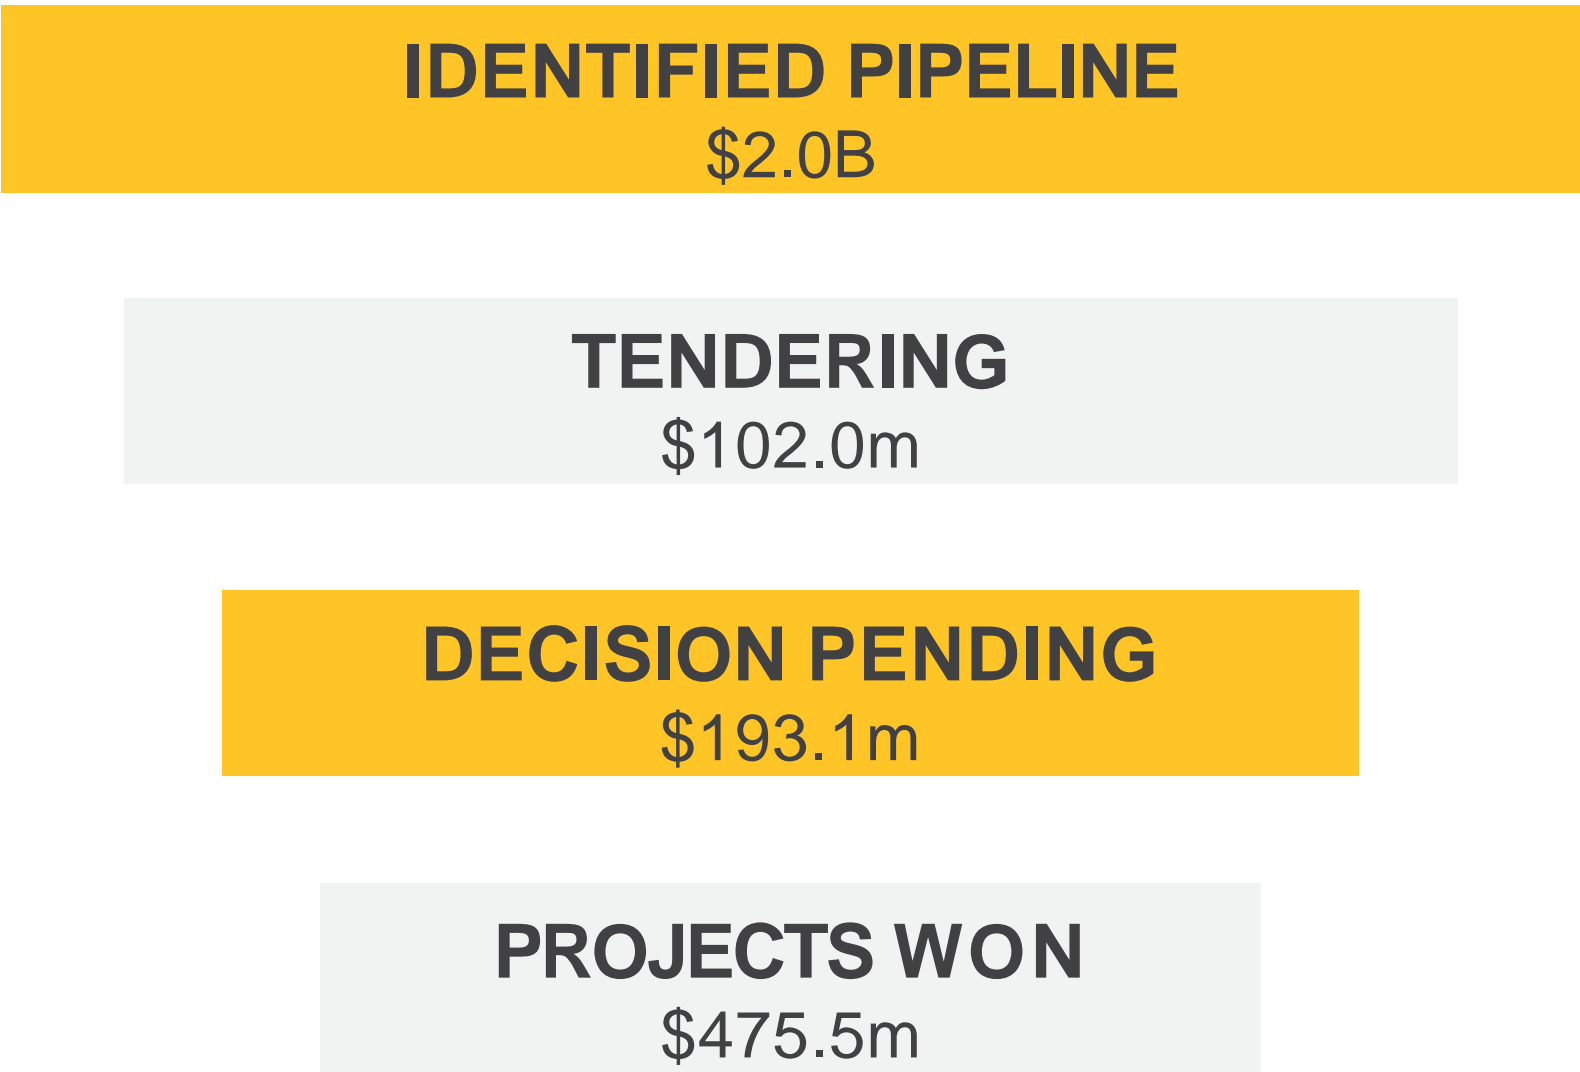 IDENTIFIED PIPELINE
$2.0B
TENDERING
$102.0m
DECISION PENDING
$193.1m
PROJECTS WON
$475.5m